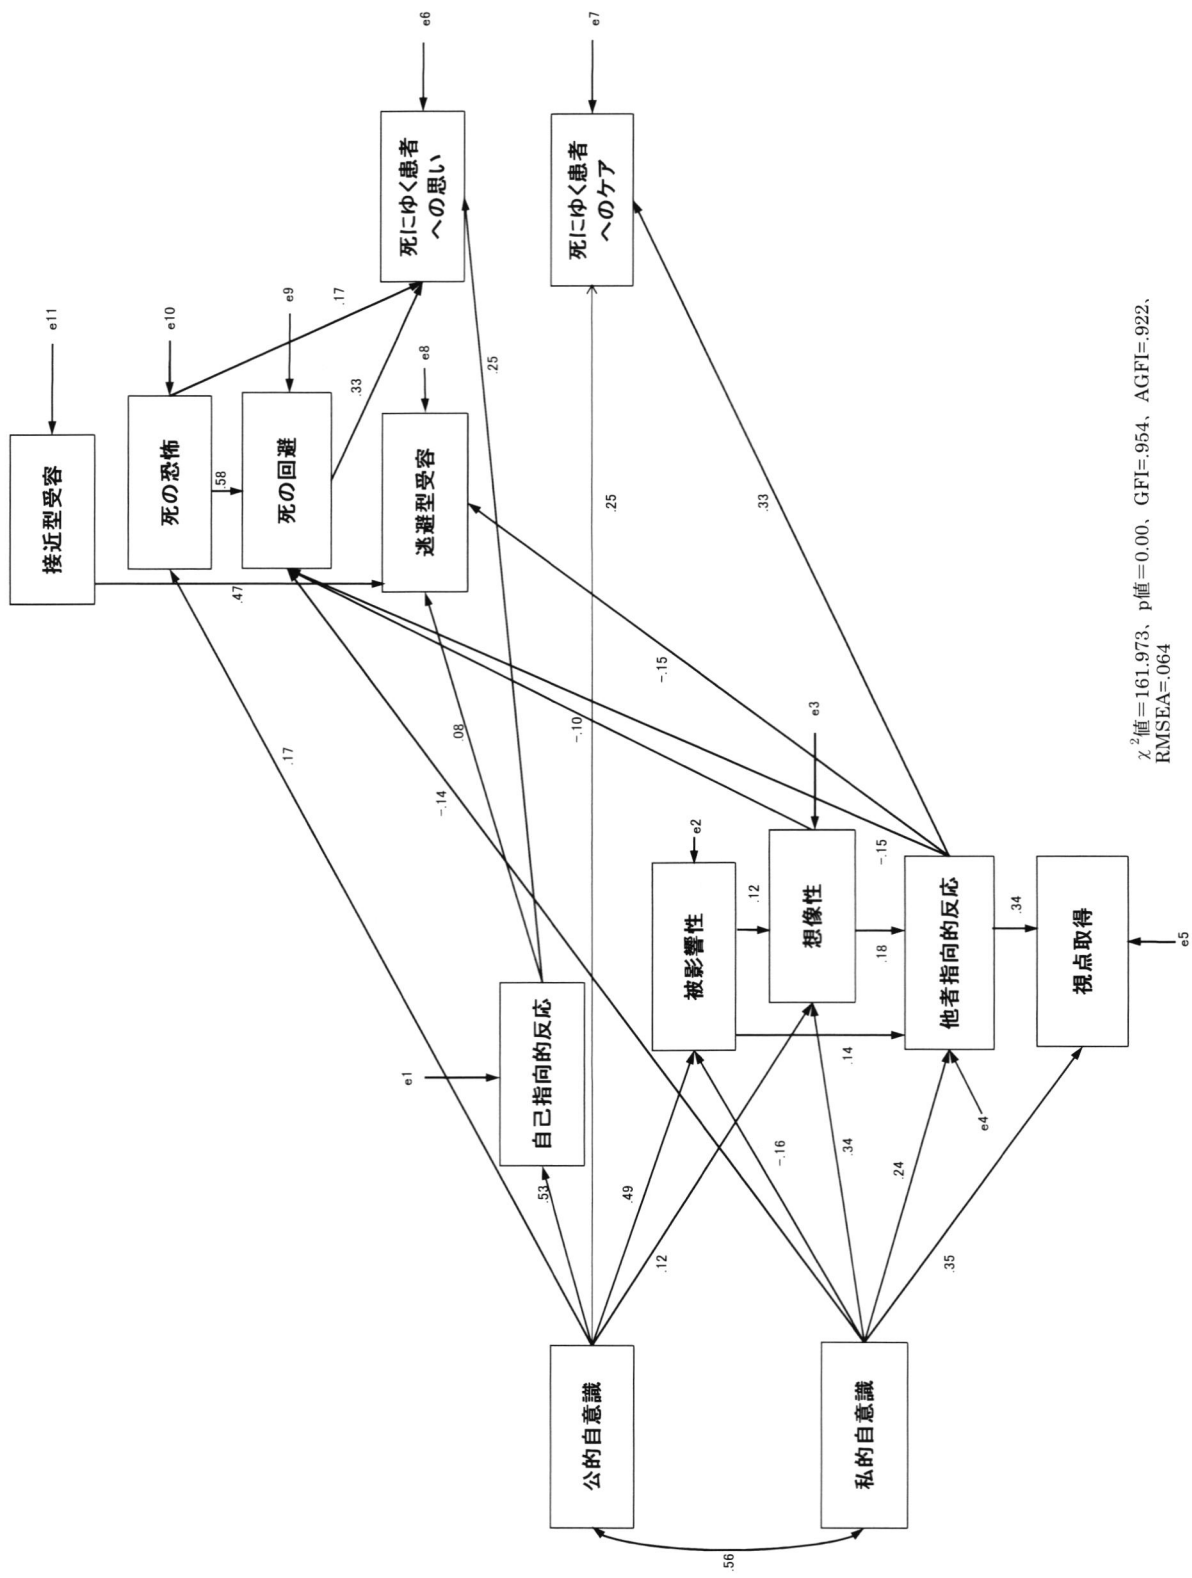 e11
e10
e9
e6
e8
e7
接近型受容
死の恐怖
死の回避
逃避型受容
死にゆく患者
への思い
死にゆく患者
へのケア
.17
.33
.58
.47
.25
.25
.33
.17
.08
-.14
-.10
-.15
e1
自己指向的反応
e2
被影響性
e3
想像性
他者指向的反応
視点取得
e4
e5
.12
.18
-.15
.34
.14
.53
.49
.12
-.16
.34
.24
.35
公的自意識
私的自意識
.56
χ²値=161.973、p値=0.00、GFI=.954、AGFI=.922、
RMSEA=.064